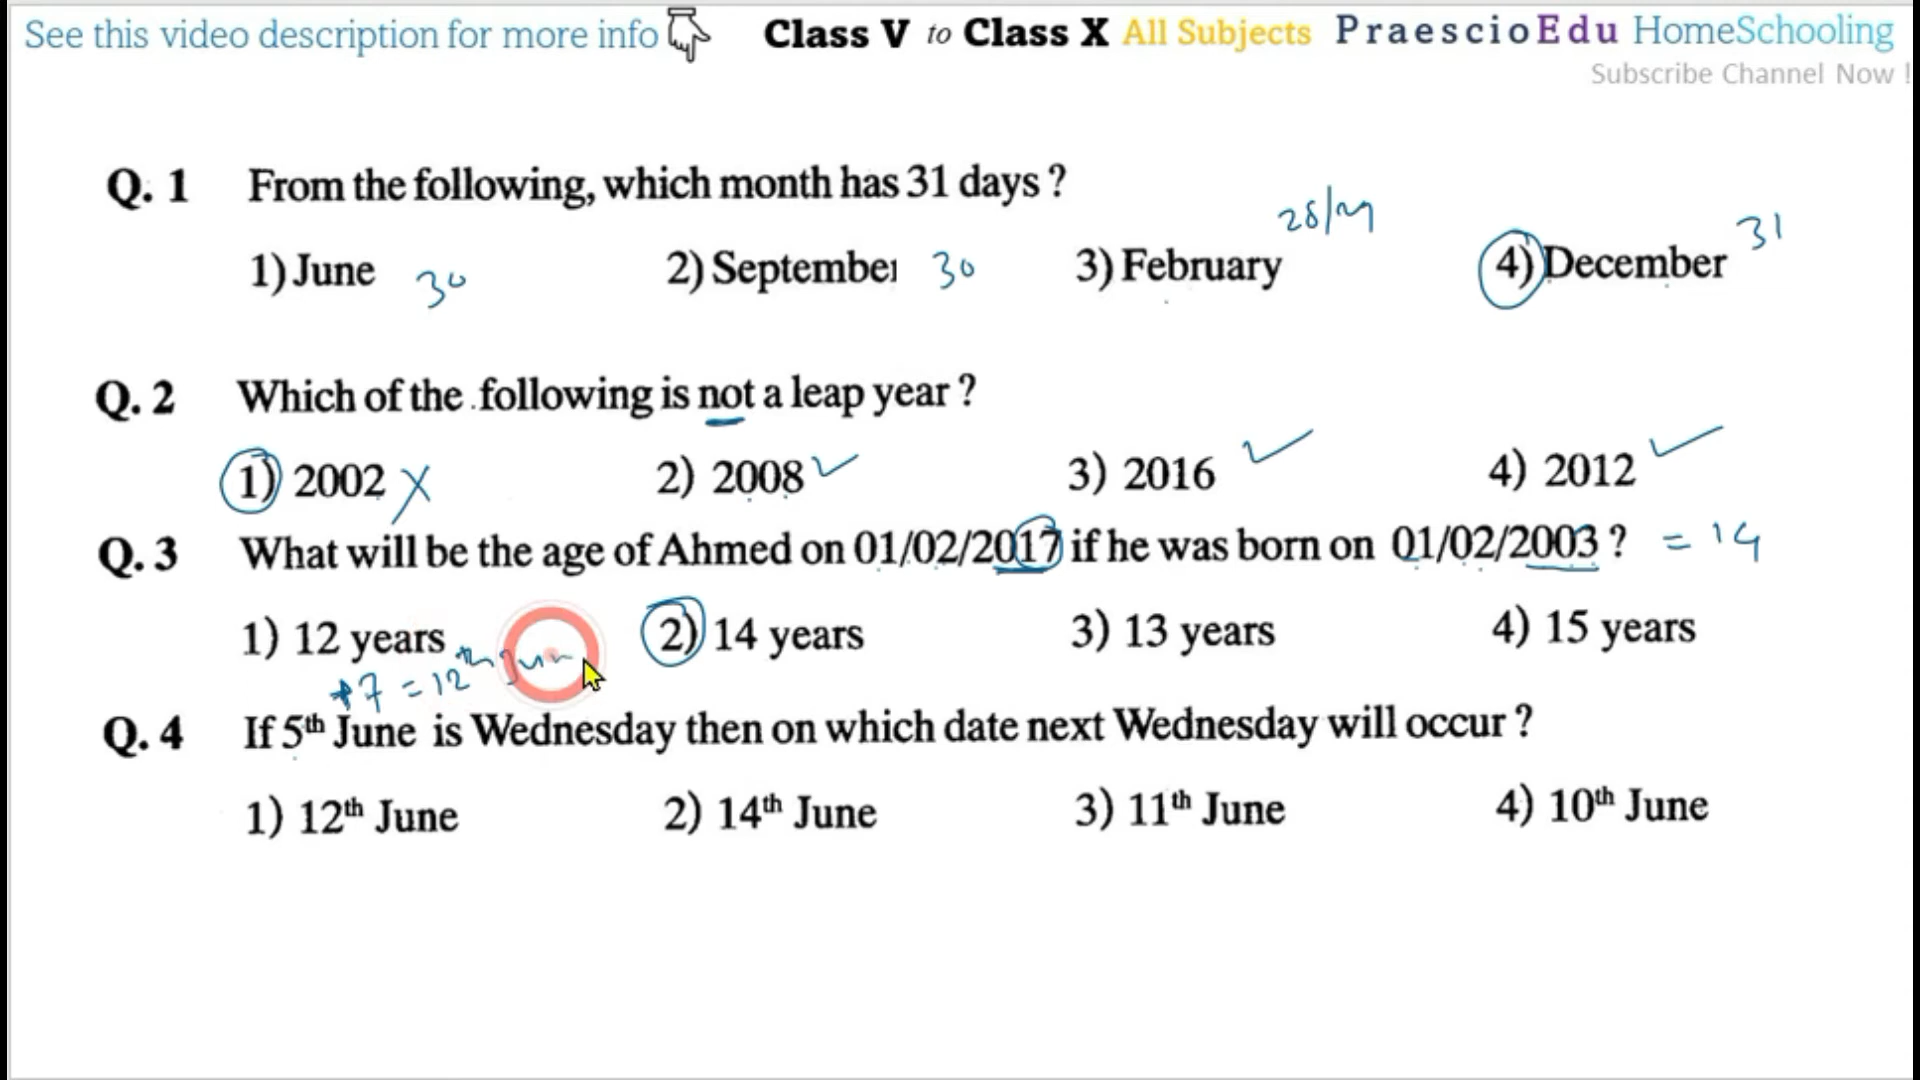 See this video description for more info Class V to Class X All Subjects PraescioEdu HomeSchooling
Subscribe Channel Now !
Q. 1 From the following, which month has 31 days ?
28/29
1) June 30 2) September 30 3) February 4) December 31
Q. 2 Which of the following is not a leap year ?
1) 2002 X 2) 2008 ✓ 3) 2016 ✓ 4) 2012 ✓
Q. 3 What will be the age of Ahmed on 01/02/2017 if he was born on 01/02/2003 ? = 14
1) 12 years 2) 14 years 3) 13 years 4) 15 years
+7 = 12th
Q. 4 If 5th June is Wednesday then on which date next Wednesday will occur ?
1) 12th June 2) 14th June 3) 11th June 4) 10th June